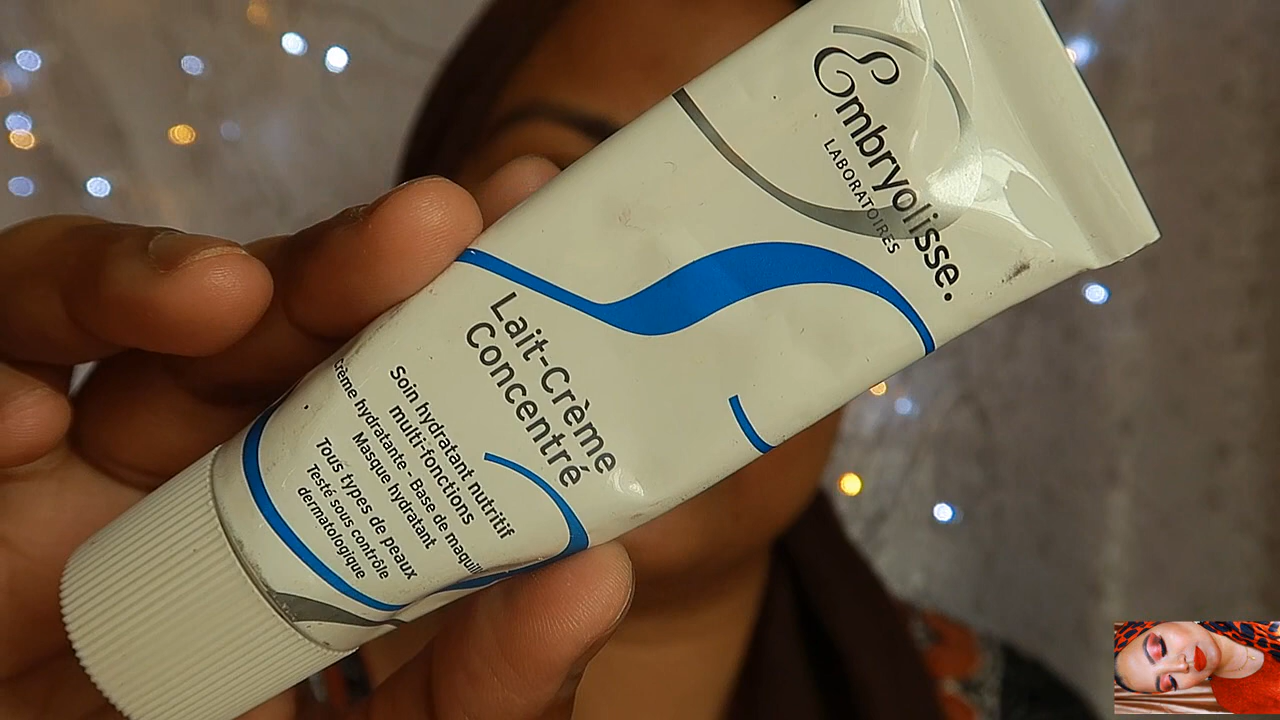 Embryolisse.
LABORATOIRES
Lait-Crème
Concentré
Soin hydratant nutritif
multi-fonctions
Crème hydratante - Base de
Masque hydratant
Tous types de peaux
Testé sous contrôle
dermatologique